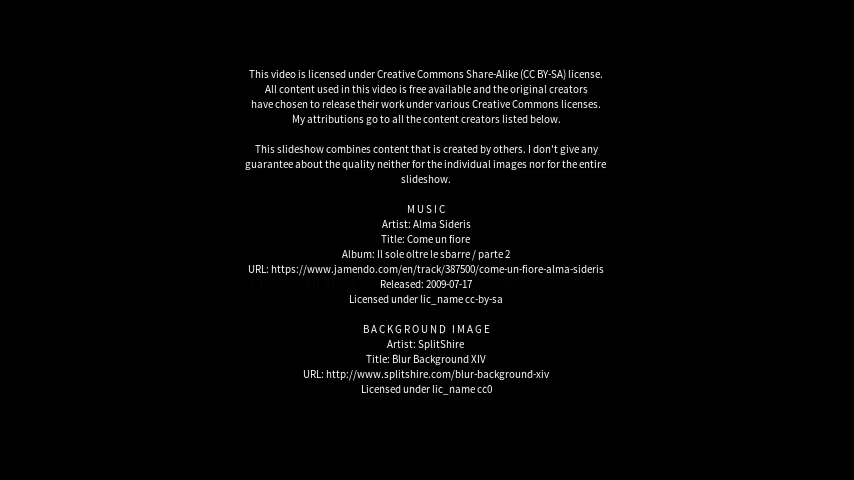 This video is licensed under Creative Commons Share-Alike (CC BY-SA) license.
All content used in this video is free available and the original creators
have chosen to release their work under various Creative Commons licenses.
My attributions go to all the content creators listed below.
This slideshow combines content that is created by others. I don't give any
guarantee about the quality neither for the individual images nor for the entire
slideshow.
MUSIC
Artist: Alma Sideris
Title: Come un fiore
Album: Il sole oltre le sbarre / parte 2
URL: https://www.jamendo.com/en/track/387500/come-un-fiore-alma-sideris
Released: 2009-07-17
Licensed under lic_name cc-by-sa
BACKGROUND IMAGE
Artist: SplitShire
Title: Blur Background XIV
URL: http://www.splitshire.com/blur-background-xiv
Licensed under lic_name cc0